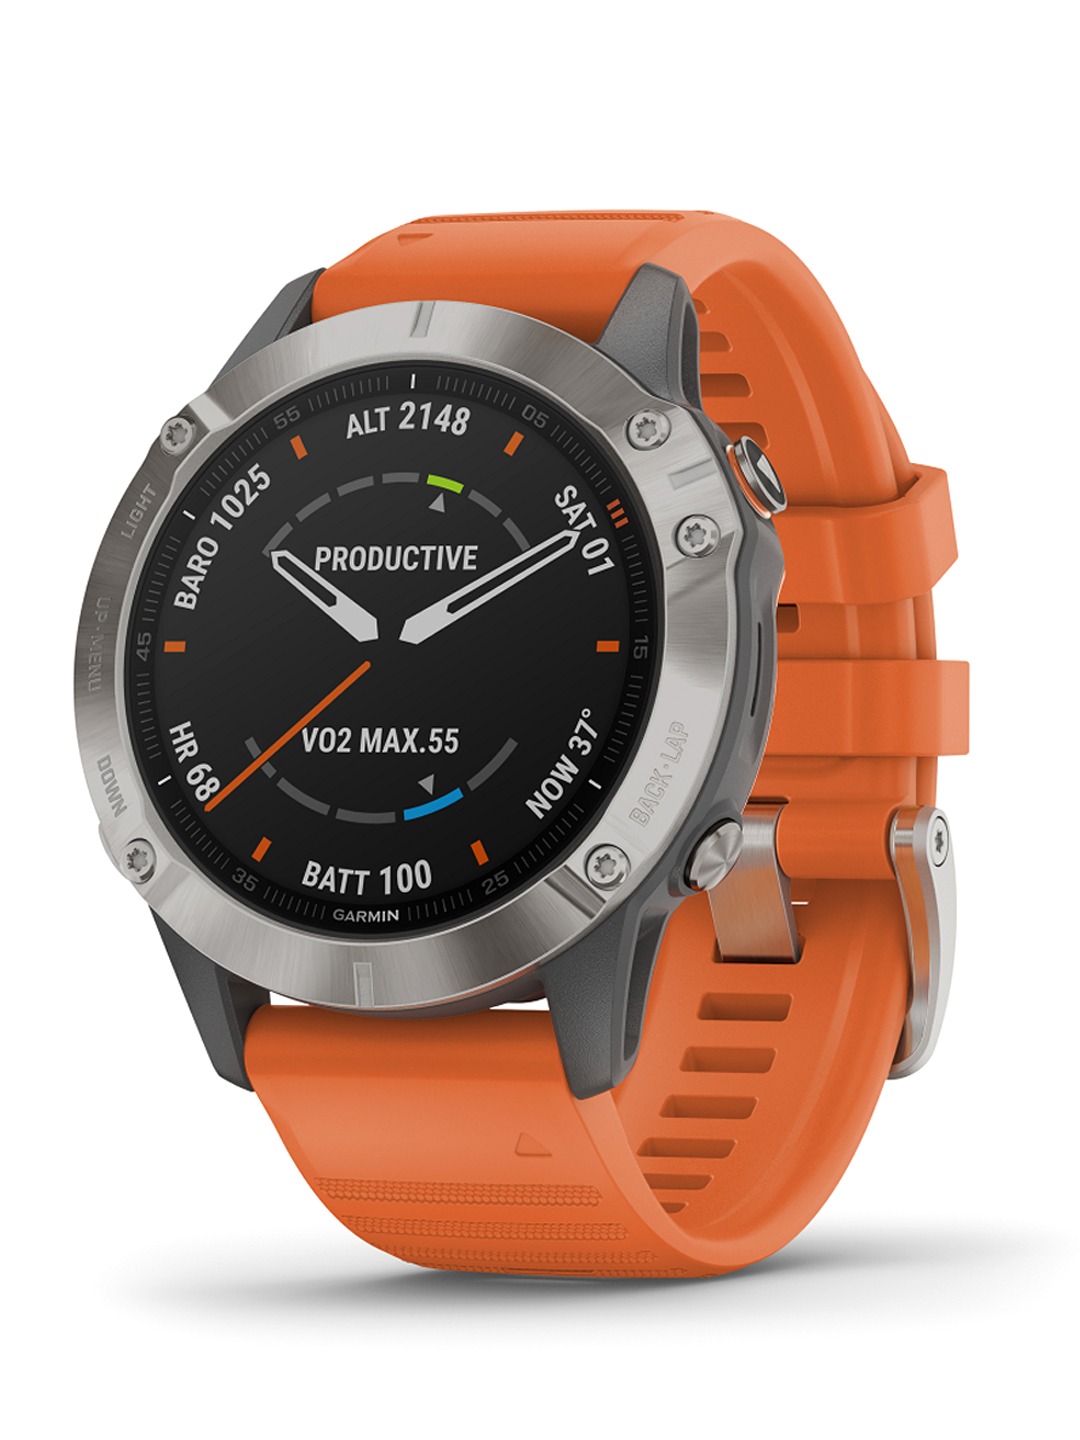 ALT 2148
55
05
BARO 1025
SAT 01
LIGHT
PRODUCTIVE
UP·MENU
45
15
HR 68
VO2 MAX.55
NOW 37°
BACK·LAP
DOWN
35
BATT 100
25
GARMIN